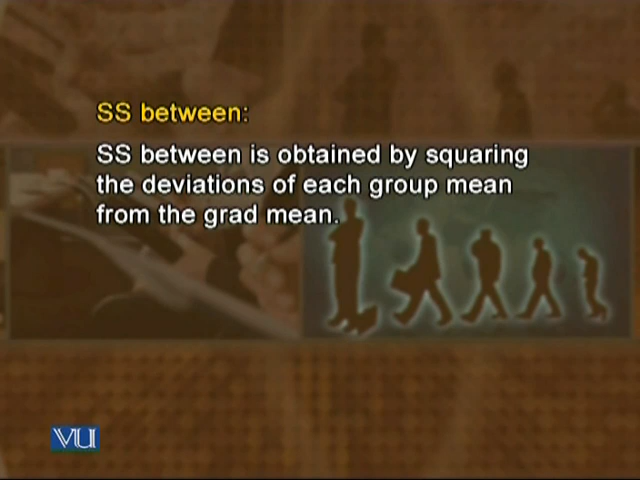 SS between:
SS between is obtained by squaring
the deviations of each group mean
from the grad mean.
VU